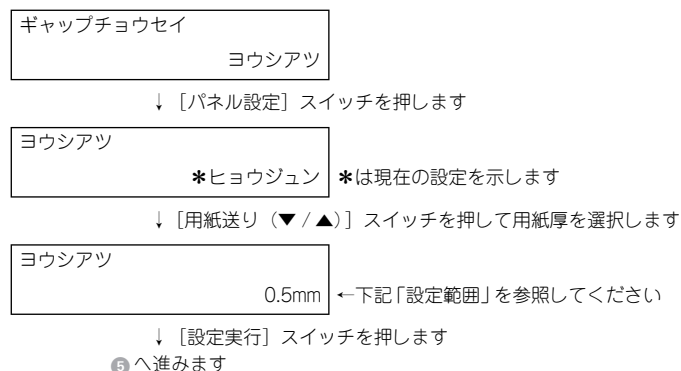 ギャップチョウセイ
ヨウシアツ
↓ ［パネル設定］ スイッチを押します
ヨウシアツ
＊ヒョウジュン ＊は現在の設定を示します
↓ ［用紙送り（▼ / ▲）］ スイッチを押して用紙厚を選択します
ヨウシアツ
0.5mm ←下記「設定範囲」を参照してください
↓ ［設定実行］ スイッチを押します
❺ へ進みます